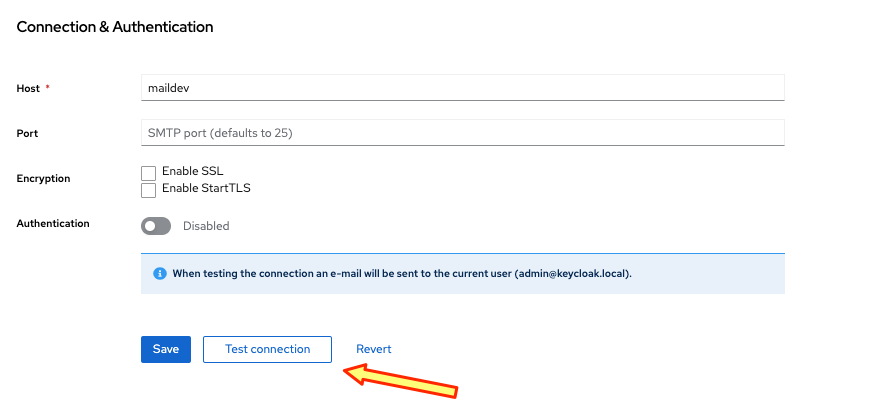 Connection & Authentication
Host *
maildev
Port
SMTP port (defaults to 25)
Encryption
Enable SSL
Enable StartTLS
Authentication
Disabled
When testing the connection an e-mail will be sent to the current user (admin@keycloak.local).
Save
Test connection
Revert